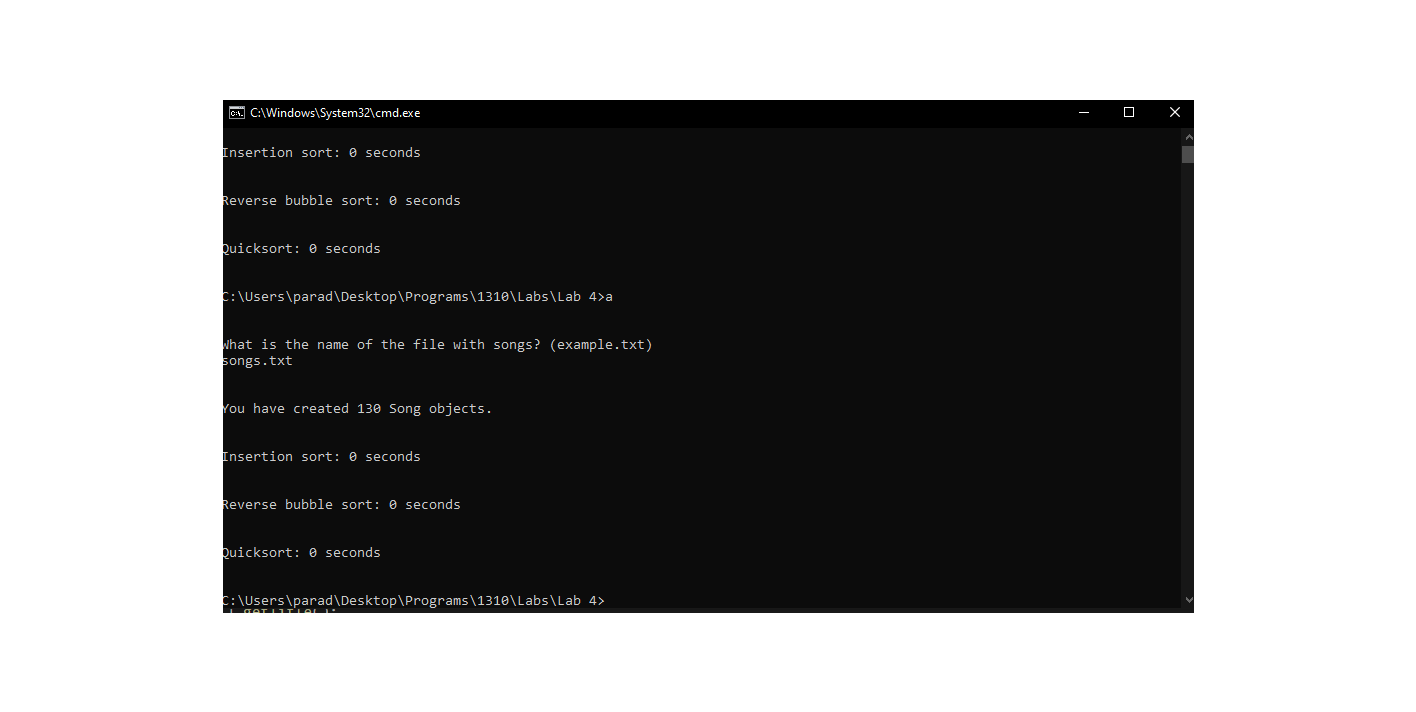 C:\Windows\System32\cmd.exe
Insertion sort: 0 seconds
Reverse bubble sort: 0 seconds
Quicksort: 0 seconds
C:\Users\parad\Desktop\Programs\1310\Labs\Lab 4>a
What is the name of the file with songs? (example.txt)
songs.txt
You have created 130 Song objects.
Insertion sort: 0 seconds
Reverse bubble sort: 0 seconds
Quicksort: 0 seconds
C:\Users\parad\Desktop\Programs\1310\Labs\Lab 4>